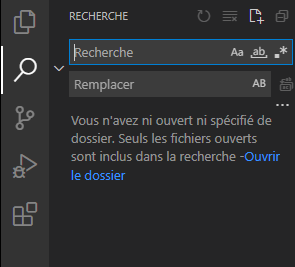 RECHERCHE
Recherche
Aa ab .*
Remplacer
AB
...
Vous n'avez ni ouvert ni spécifié de
dossier. Seuls les fichiers ouverts
sont inclus dans la recherche -Ouvrir
le dossier